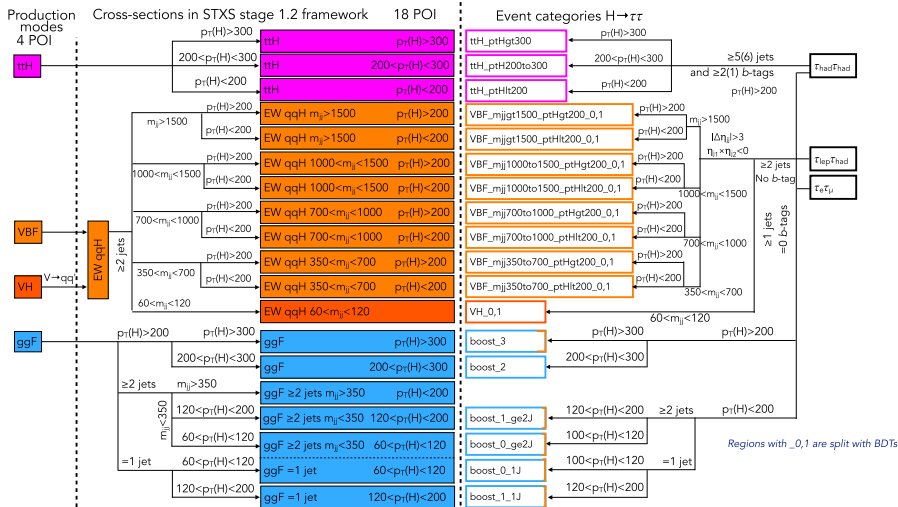 Production
modes
4 POI
Cross-sections in STXS stage 1.2 framework 18 POI
Event categories H→ττ
ttH
VBF
VH
ggF
V→qq
EW qqH
≥2 jets
pT(H)>300
200<pT(H)<300
pT(H)<200
mjj>1500
pT(H)>200
pT(H)<200
1000<mjj<1500
pT(H)>200
pT(H)<200
700<mjj<1000
pT(H)>200
pT(H)<200
350<mjj<700
pT(H)>200
pT(H)<200
60<mjj<120
pT(H)>200
pT(H)>300
200<pT(H)<300
≥2 jets
mjj>350
mjj<350
120<pT(H)<200
60<pT(H)<120
=1 jet
60<pT(H)<120
120<pT(H)<200
ttH pT(H)>300
ttH 200<pT(H)<300
ttH pT(H)<200
EW qqH mjj>1500 pT(H)>200
EW qqH mjj>1500 pT(H)<200
EW qqH 1000<mjj<1500 pT(H)>200
EW qqH 1000<mjj<1500 pT(H)<200
EW qqH 700<mjj<1000 pT(H)>200
EW qqH 700<mjj<1000 pT(H)<200
EW qqH 350<mjj<700 pT(H)>200
EW qqH 350<mjj<700 pT(H)<200
EW qqH 60<mjj<120
ggF pT(H)>300
ggF 200<pT(H)<300
ggF ≥2 jets mjj>350 pT(H)<200
ggF ≥2 jets mjj<350 120<pT(H)<200
ggF ≥2 jets mjj<350 60<pT(H)<120
ggF =1 jet 60<pT(H)<120
ggF =1 jet 120<pT(H)<200
ttH_ptHgt300
ttH_ptH200to300
ttH_ptHlt200
VBF_mjjgt1500_ptHgt200_0,1
VBF_mjjgt1500_ptHlt200_0,1
VBF_mjj1000to1500_ptHgt200_0,1
VBF_mjj1000to1500_ptHlt200_0,1
VBF_mjj700to1000_ptHgt200_0,1
VBF_mjj700to1000_ptHlt200_0,1
VBF_mjj350to700_ptHgt200_0,1
VBF_mjj350to700_ptHlt200_0,1
VH_0,1
boost_3
boost_2
boost_1_ge2J
boost_0_ge2J
boost_0_1J
boost_1_1J
pT(H)>300
200<pT(H)<300
pT(H)<200
≥5(6) jets
and ≥2(1) b-tags
pT(H)>200
τhadτhad
pT(H)>200
mjj>1500
pT(H)<200
|Δηjj|>3
ηj1×ηj2<0
τlepτhad
≥2 jets
No b-tag
τeτμ
pT(H)>200
pT(H)<200
1000<mjj<1500
pT(H)>200
pT(H)<200
700<mjj<1000
≥1 jets
=0 b-tags
pT(H)>200
pT(H)<200
350<mjj<700
60<mjj<120
pT(H)>300
pT(H)>200
200<pT(H)<300
120<pT(H)<200
≥2 jets
pT(H)<200
100<pT(H)<120
100<pT(H)<120
=1 jet
120<pT(H)<200
Regions with _0,1 are split with BDTs